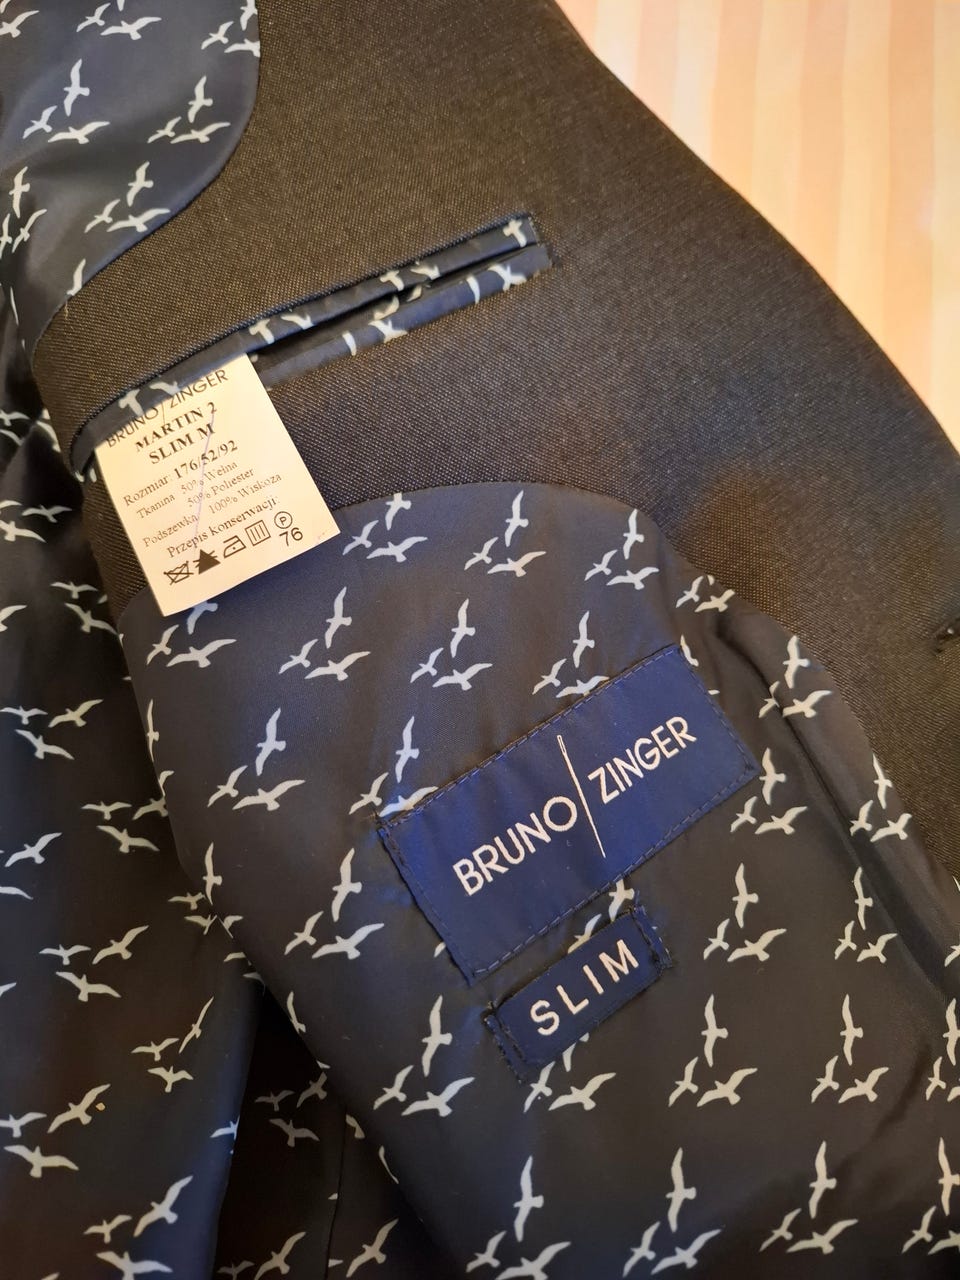 BRUNO/ZINGER
MARTIN 2
SLIM M
Rozmiar 176/52/92
Tkanina 50% Wełna
50% Poliester
Podszewka 100% Wiskoza
Przepis konserwacji:
P
76
BRUNO/ZINGER
SLIM